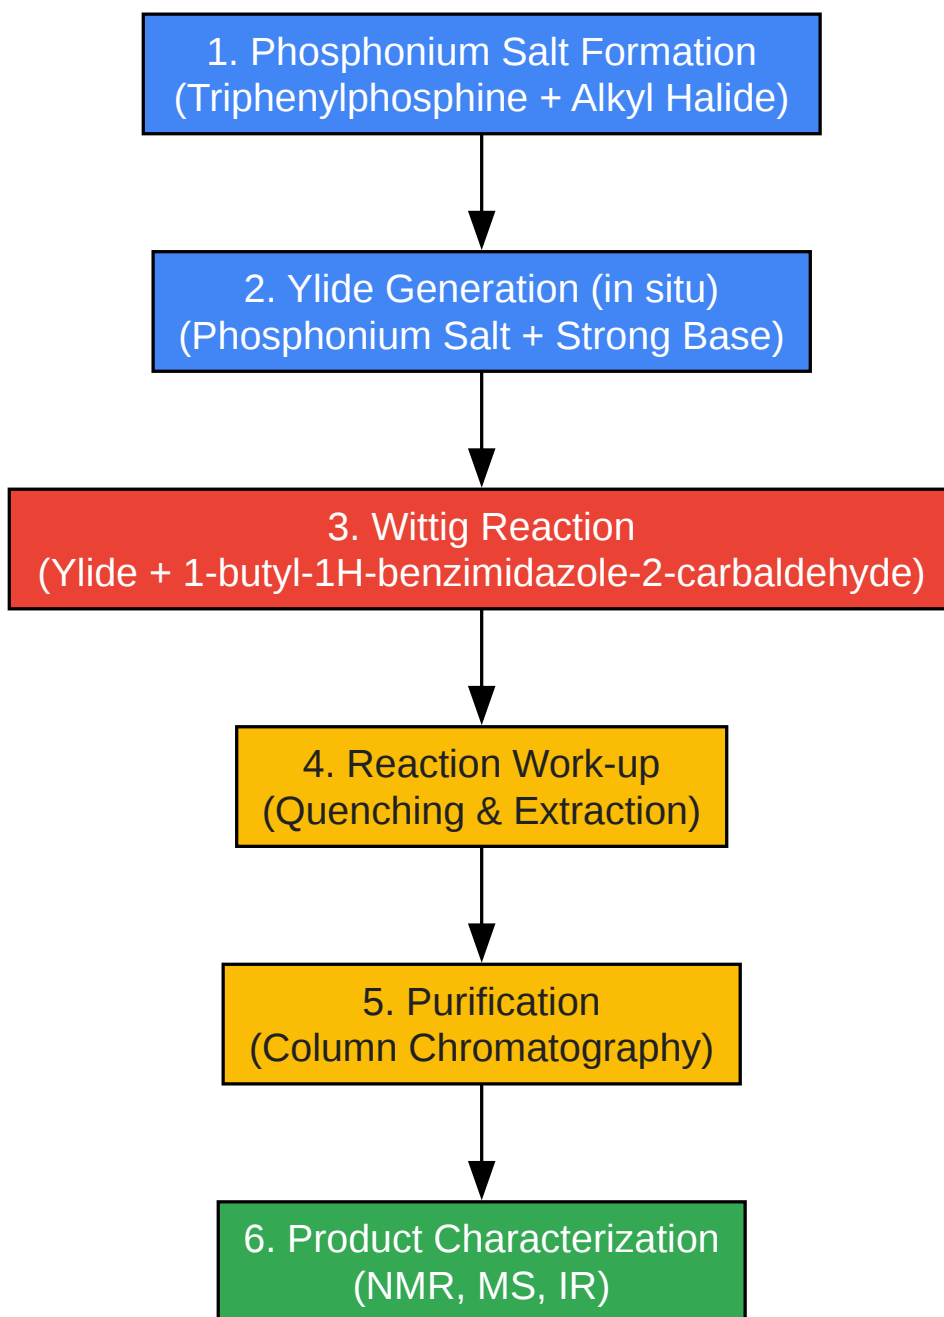 1. Phosphonium Salt Formation
(Triphenylphosphine + Alkyl Halide)
2. Ylide Generation (in situ)
(Phosphonium Salt + Strong Base)
3. Wittig Reaction
(Ylide + 1-butyl-1H-benzimidazole-2-carbaldehyde)
4. Reaction Work-up
(Quenching & Extraction)
5. Purification
(Column Chromatography)
6. Product Characterization
(NMR, MS, IR)